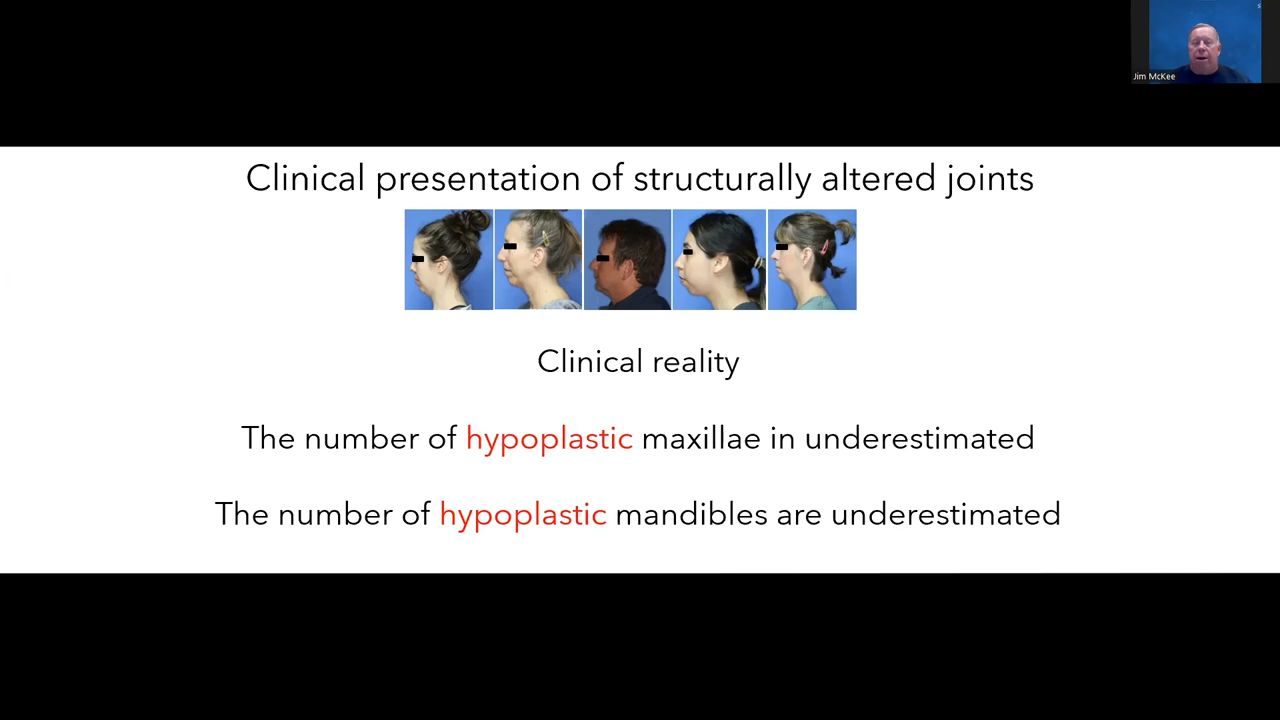 Jim McKee
Clinical presentation of structurally altered joints
Clinical reality
The number of hypoplastic maxillae in underestimated
The number of hypoplastic mandibles are underestimated